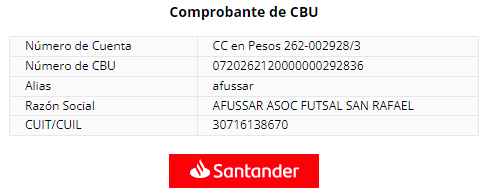 Comprobante de CBU
Número de Cuenta CC en Pesos 262-002928/3
Número de CBU 0720262120000000292836
Alias afussar
Razón Social AFUSSAR ASOC FUTSAL SAN RAFAEL
CUIT/CUIL 30716138670
Santander